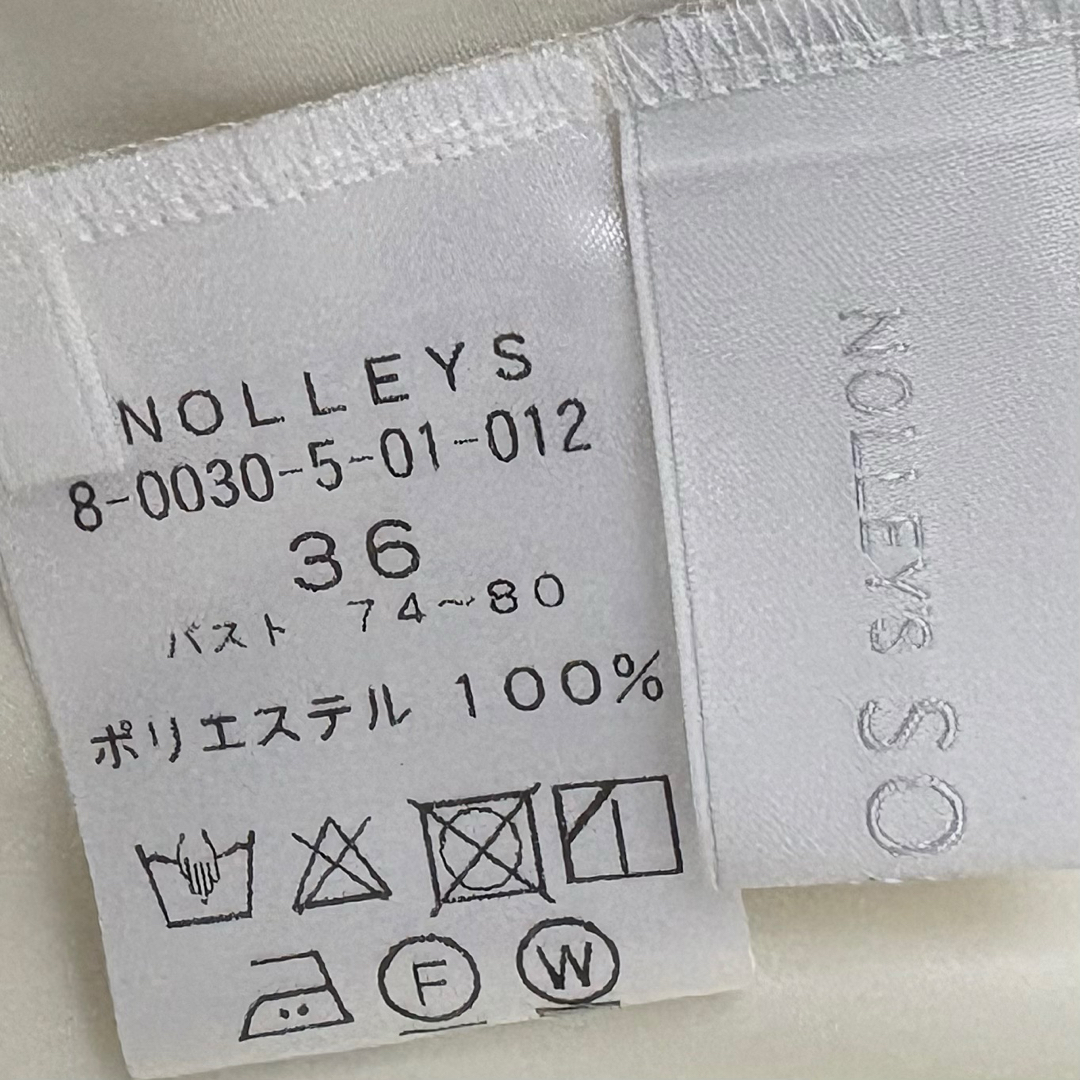 NOLLEYS
8-0030-5-01-012
36
バスト 74~80
ポリエステル 100%
F
W
NOLLEYS SO